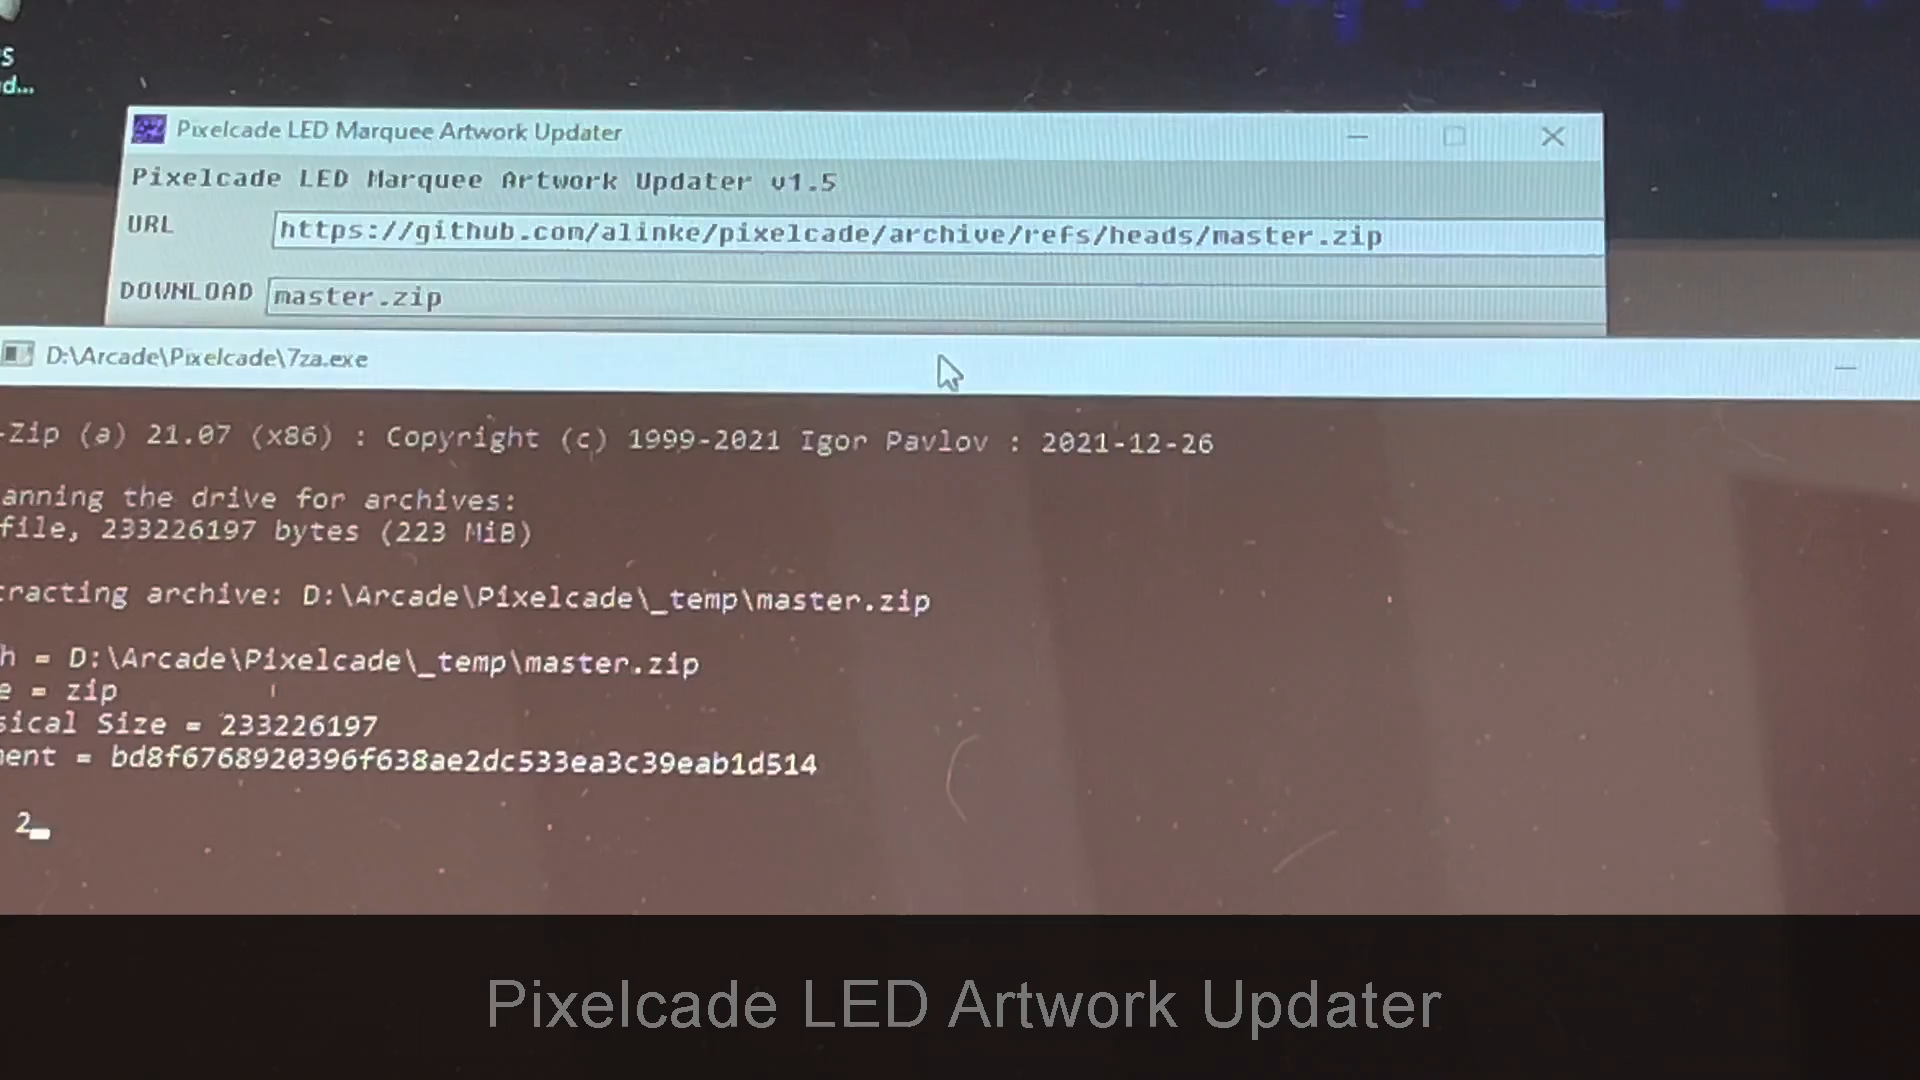 S
d...
Pixelcade LED Marquee Artwork Updater
Pixelcade LED Marquee Artwork Updater v1.5
URL
https://github.com/alinke/pixelcade/archive/refs/heads/master.zip
DOWNLOAD
master.zip
D:\Arcade\Pixelcade\7za.exe
-Zip (a) 21.07 (x86) : Copyright (c) 1999-2021 Igor Pavlov : 2021-12-26
anning the drive for archives:
file, 233226197 bytes (223 MiB)
racting archive: D:\Arcade\Pixelcade\_temp\master.zip
h = D:\Arcade\Pixelcade\_temp\master.zip
e = zip
sical Size = 233226197
ment = bd8f6768920396f638ae2dc533ea3c39eab1d514
2
Pixelcade LED Artwork Updater